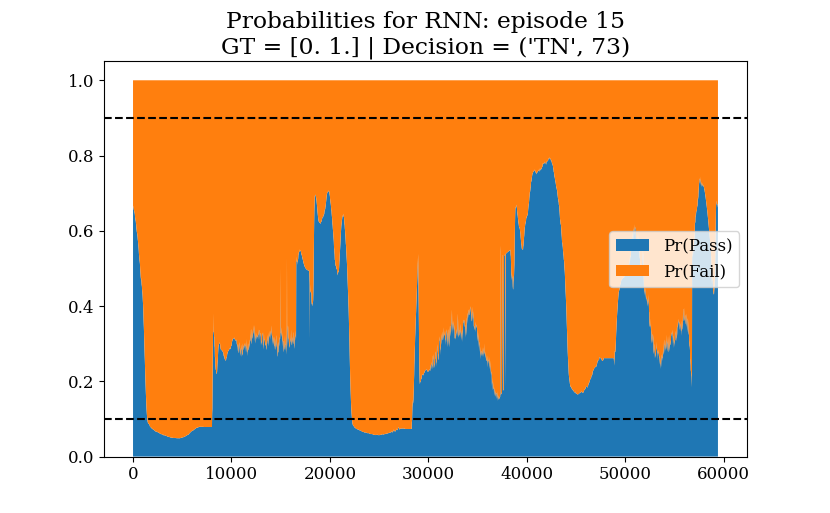 Probabilities for RNN: episode 15
GT = [0. 1.] | Decision = ('TN', 73)
1.0
0.8
0.6
0.4
0.2
0.0
Pr(Pass)
Pr(Fail)
0 10000 20000 30000 40000 50000 60000